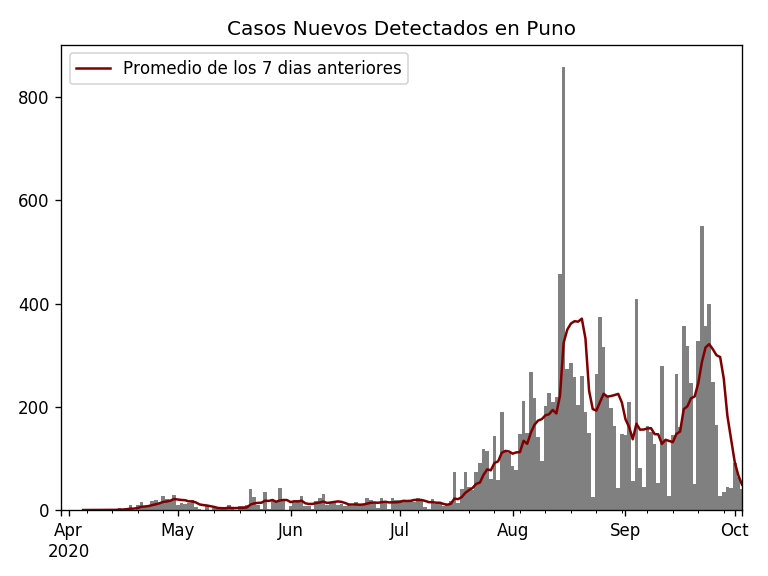 Casos Nuevos Detectados en Puno
Promedio de los 7 dias anteriores
800
600
400
200
0
Apr May Jun Jul Aug Sep Oct
2020